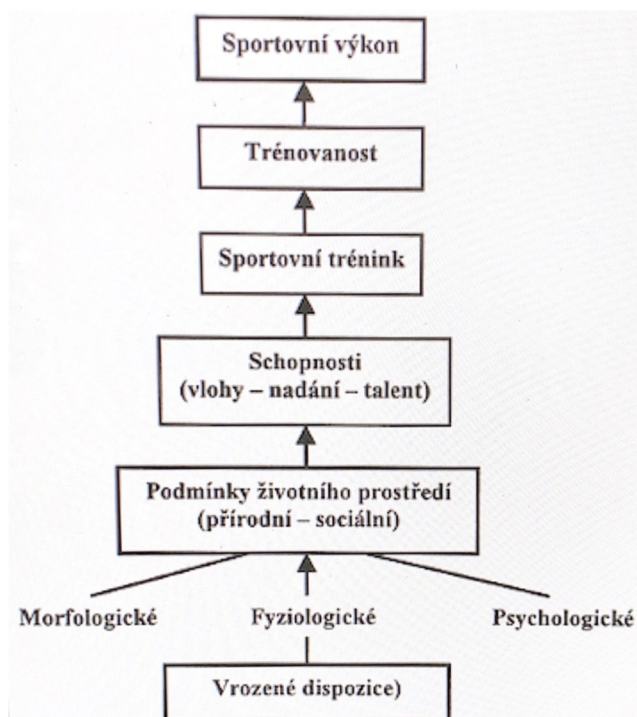 Sportovní výkon
Trénovanost
Sportovní trénink
Schopnosti
(vlohy – nadání – talent)
Podmínky životního prostředí
(přírodní – sociální)
Morfologické
Fyziologické
Psychologické
Vrozené dispozice)